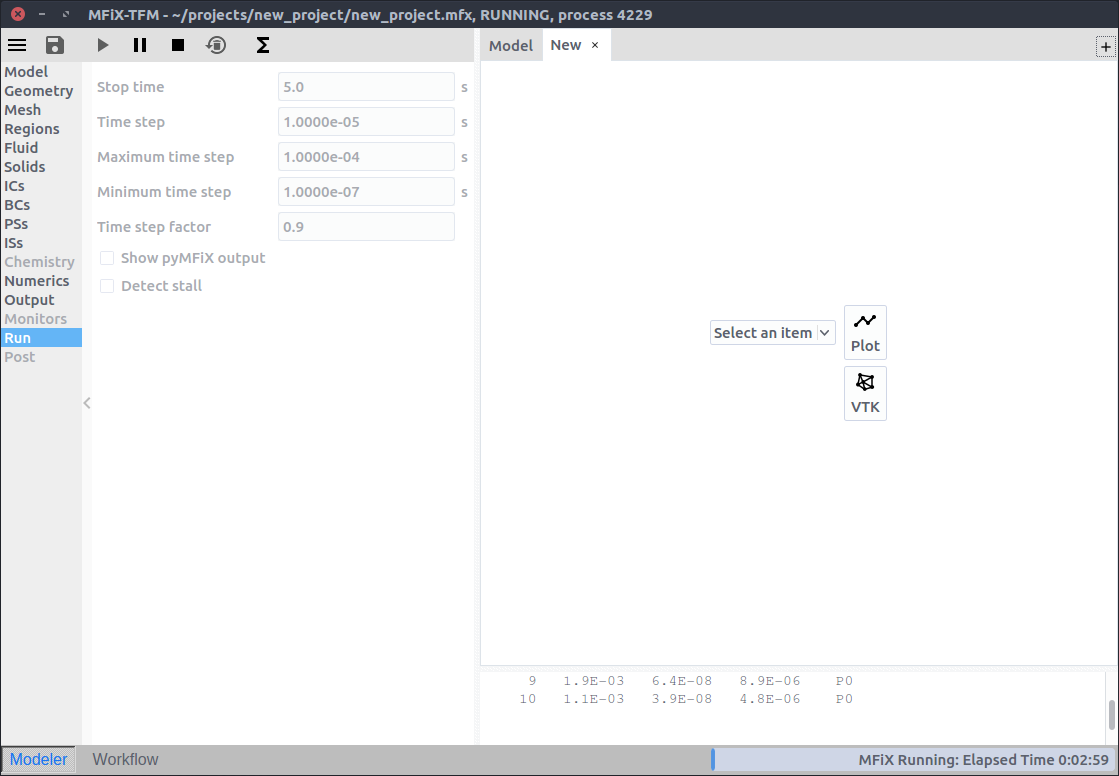 MFiX-TFM - ~/projects/new_project/new_project.mfx, RUNNING, process 4229
Model
New ×
+
Model
Geometry
Mesh
Regions
Fluid
Solids
ICs
BCs
PSs
ISs
Chemistry
Numerics
Output
Monitors
Run
Post
Stop time 5.0 s
Time step 1.0000e-05 s
Maximum time step 1.0000e-04 s
Minimum time step 1.0000e-07 s
Time step factor 0.9
Show pyMFiX output
Detect stall
Select an item
Plot
VTK
9 1.9E-03 6.4E-08 8.9E-06 P0
10 1.1E-03 3.9E-08 4.8E-06 P0
Modeler Workflow
MFiX Running: Elapsed Time 0:02:59